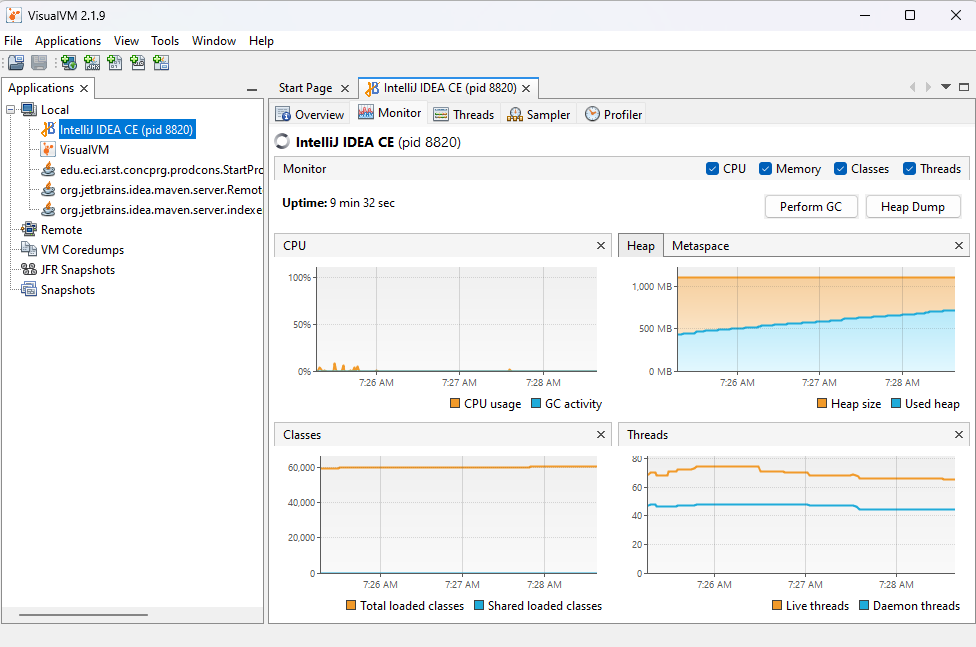 VisualVM 2.1.9
File Applications View Tools Window Help
Applications
Local
IntelliJ IDEA CE (pid 8820)
VisualVM
edu.eci.arst.concprg.prodcons.StartPro
org.jetbrains.idea.maven.server.Remot
org.jetbrains.idea.maven.server.indexe
Remote
VM Coredumps
JFR Snapshots
Snapshots
Start Page IntelliJ IDEA CE (pid 8820)
Overview Monitor Threads Sampler Profiler
IntelliJ IDEA CE (pid 8820)
Monitor CPU Memory Classes Threads
Uptime: 9 min 32 sec Perform GC Heap Dump
CPU
100%
50%
0%
7:26 AM 7:27 AM 7:28 AM
CPU usage GC activity
Heap Metaspace
1,000 MB
500 MB
0 MB
7:26 AM 7:27 AM 7:28 AM
Heap size Used heap
Classes
60,000
40,000
20,000
0
7:26 AM 7:27 AM 7:28 AM
Total loaded classes Shared loaded classes
Threads
80
60
40
20
0
7:26 AM 7:27 AM 7:28 AM
Live threads Daemon threads